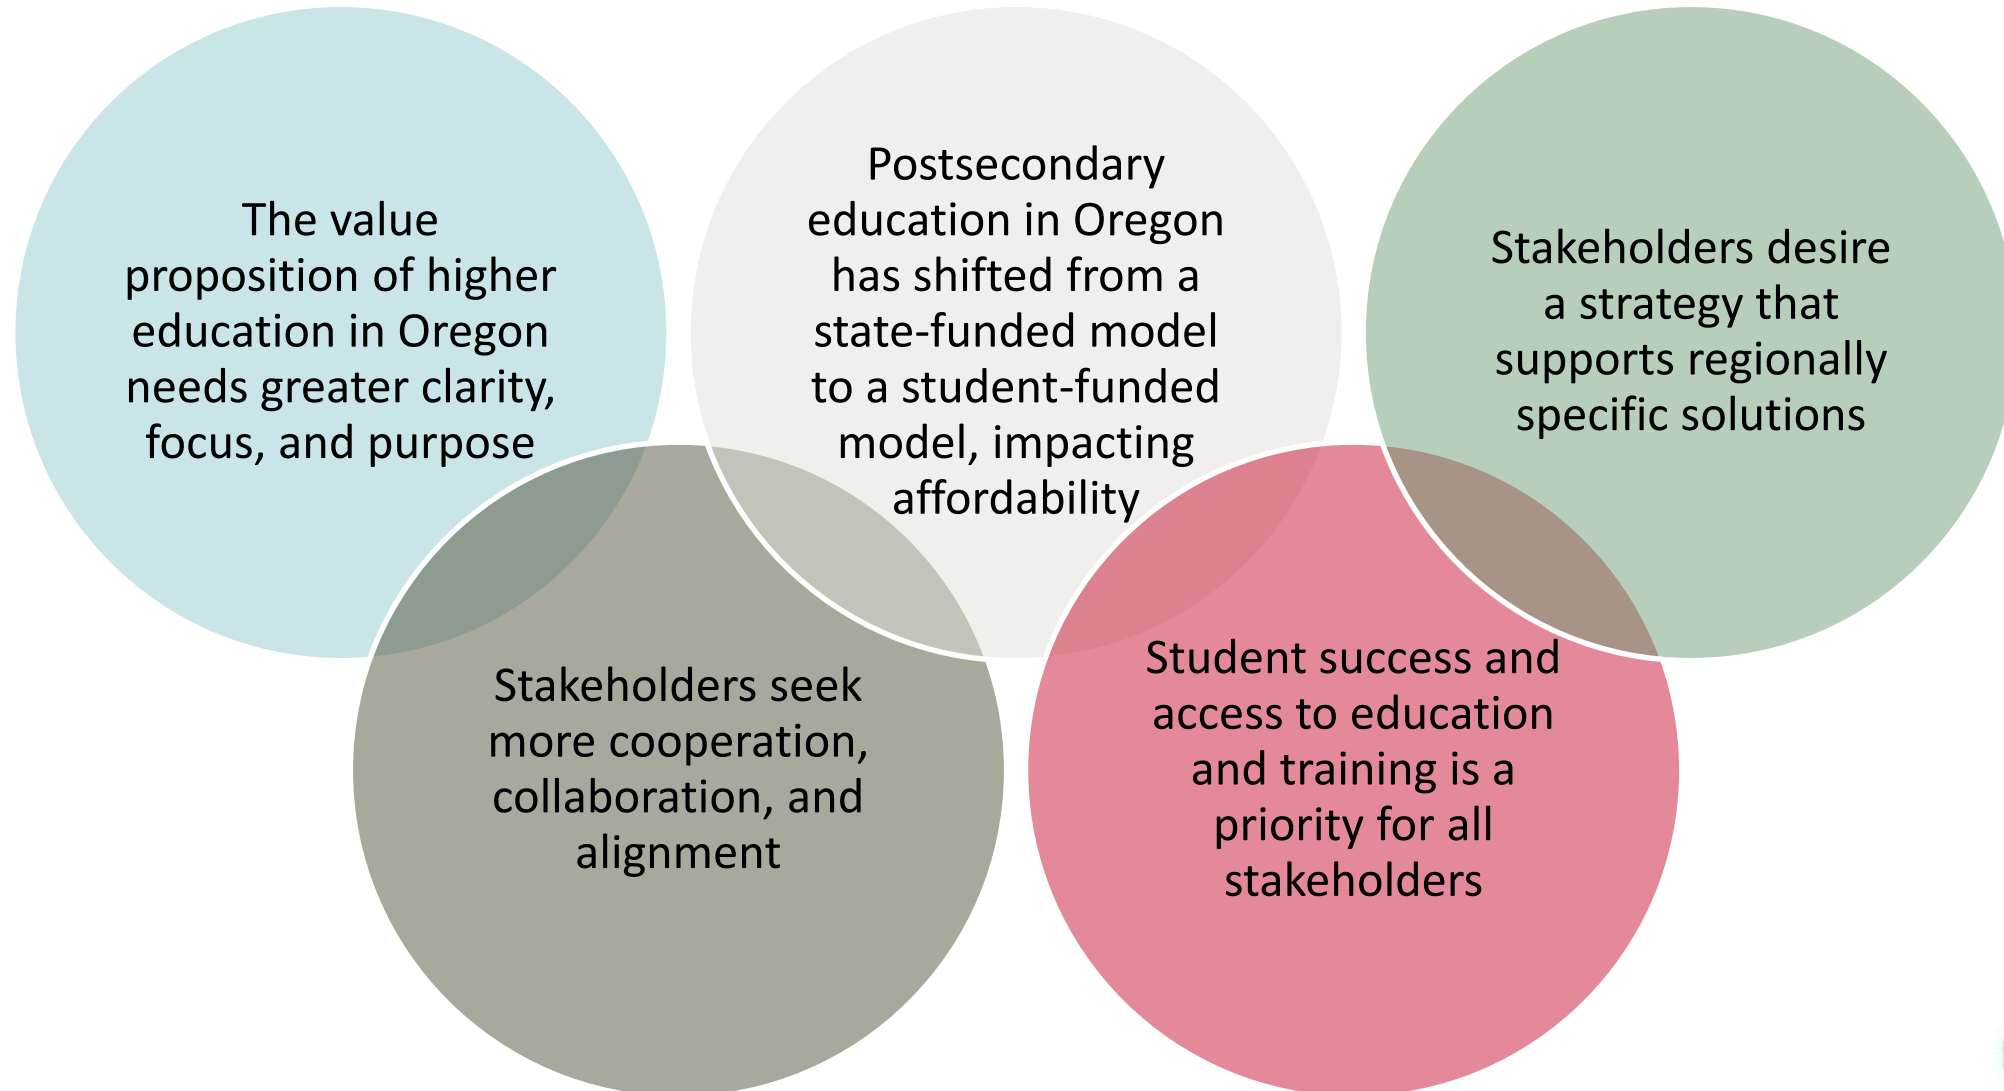 The value
proposition of higher
education in Oregon
needs greater clarity,
focus, and purpose
Postsecondary
education in Oregon
has shifted from a
state-funded model
to a student-funded
model, impacting
affordability
Stakeholders desire
a strategy that
supports regionally
specific solutions
Stakeholders seek
more cooperation,
collaboration, and
alignment
Student success and
access to education
and training is a
priority for all
stakeholders